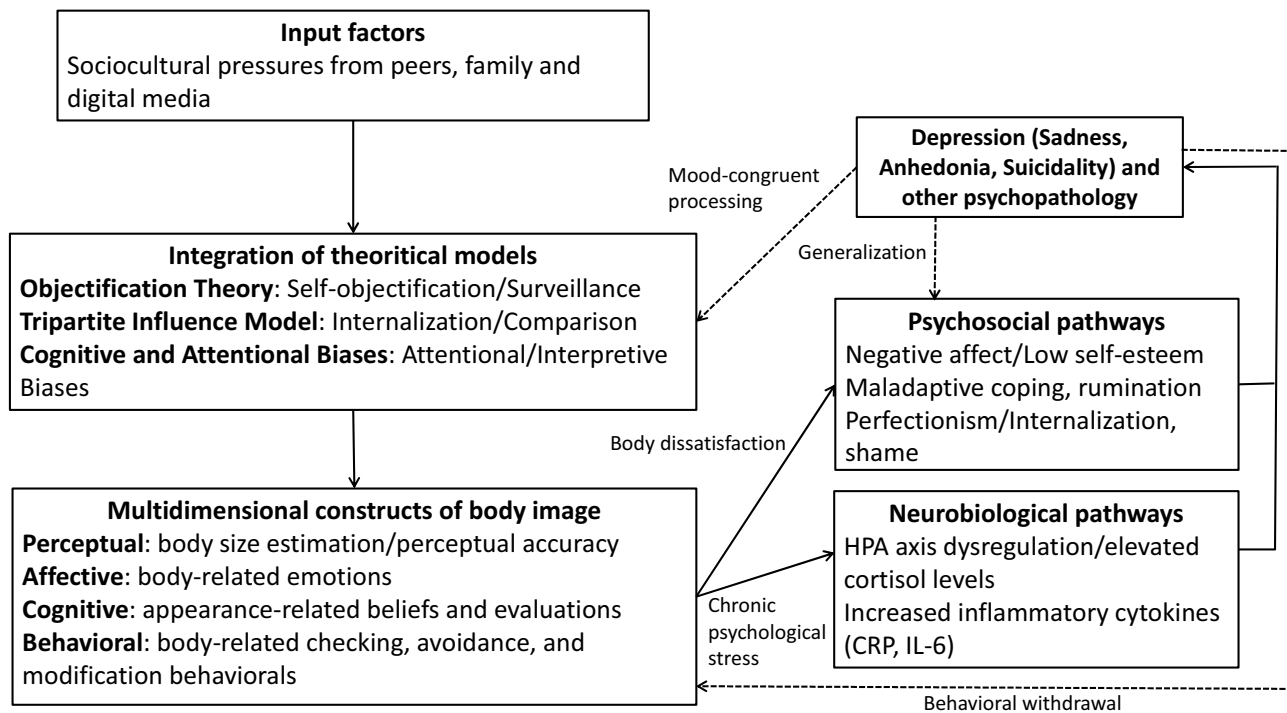 Input factors
Sociocultural pressures from peers, family and
digital media
Depression (Sadness,
Anhedonia, Suicidality) and
other psychopathology
Mood-congruent
processing
Generalization
Integration of theoritical models
Objectification Theory: Self-objectification/Surveillance
Tripartite Influence Model: Internalization/Comparison
Cognitive and Attentional Biases: Attentional/Interpretive
Biases
Psychosocial pathways
Negative affect/Low self-esteem
Maladaptive coping, rumination
Perfectionism/Internalization,
shame
Body dissatisfaction
Multidimensional constructs of body image
Perceptual: body size estimation/perceptual accuracy
Affective: body-related emotions
Cognitive: appearance-related beliefs and evaluations
Behavioral: body-related checking, avoidance, and
modification behaviorals
Chronic
psychological
stress
Neurobiological pathways
HPA axis dysregulation/elevated
cortisol levels
Increased inflammatory cytokines
(CRP, IL-6)
Behavioral withdrawal